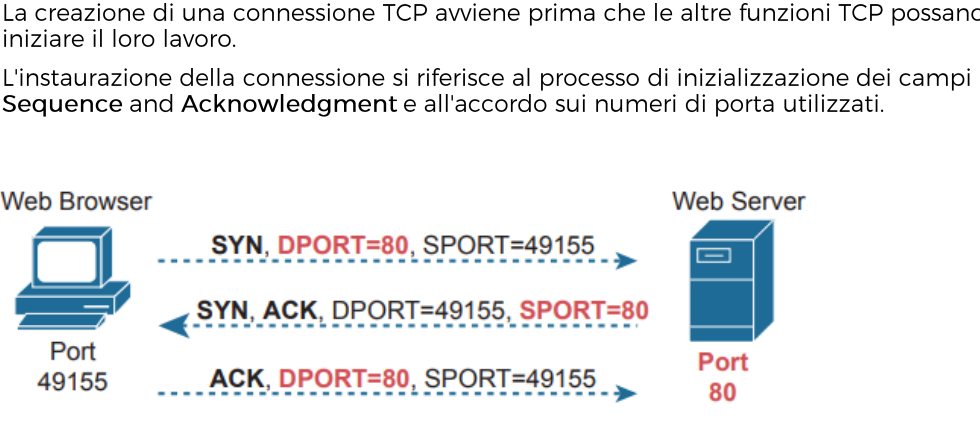 La creazione di una connessione TCP avviene prima che le altre funzioni TCP possano
iniziare il loro lavoro.
L'instaurazione della connessione si riferisce al processo di inizializzazione dei campi
Sequence and Acknowledgment e all'accordo sui numeri di porta utilizzati.
Web Browser
Web Server
SYN, DPORT=80, SPORT=49155
SYN, ACK, DPORT=49155, SPORT=80
Port
49155
ACK, DPORT=80, SPORT=49155
Port
80